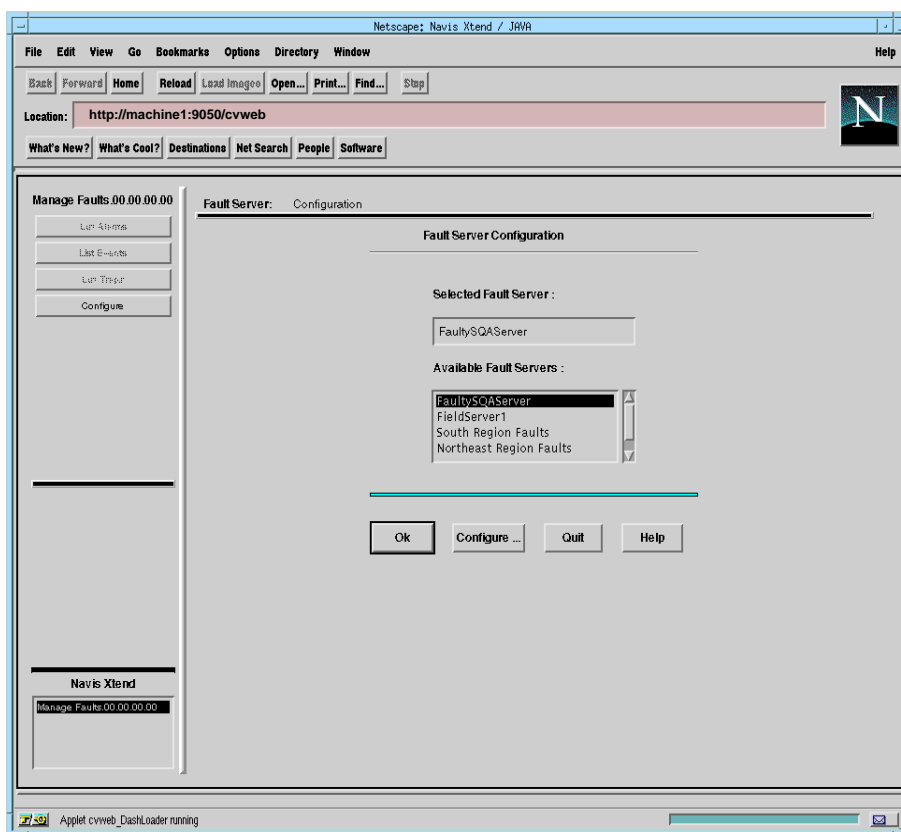 Netscape: Navis Xtend / JAVA
File Edit View Go Bookmarks Options Directory Window Help
Back Forward Home Reload Load Images Open... Print... Find... Stop
Location: http://machine1:9050/cvweb
N
What's New? What's Cool? Destinations Net Search People Software
Manage Faults.00.00.00.00
List Alarms
List Events
List Traps
Configure
Fault Server: Configuration
Fault Server Configuration
Selected Fault Server :
FaultySQAServer
Available Fault Servers :
FaultySQAServer
FieldServer1
South Region Faults
Northeast Region Faults
Ok Configure ... Quit Help
Navis Xtend
Manage Faults.00.00.00.00
Applet cvweb_DashLoader running